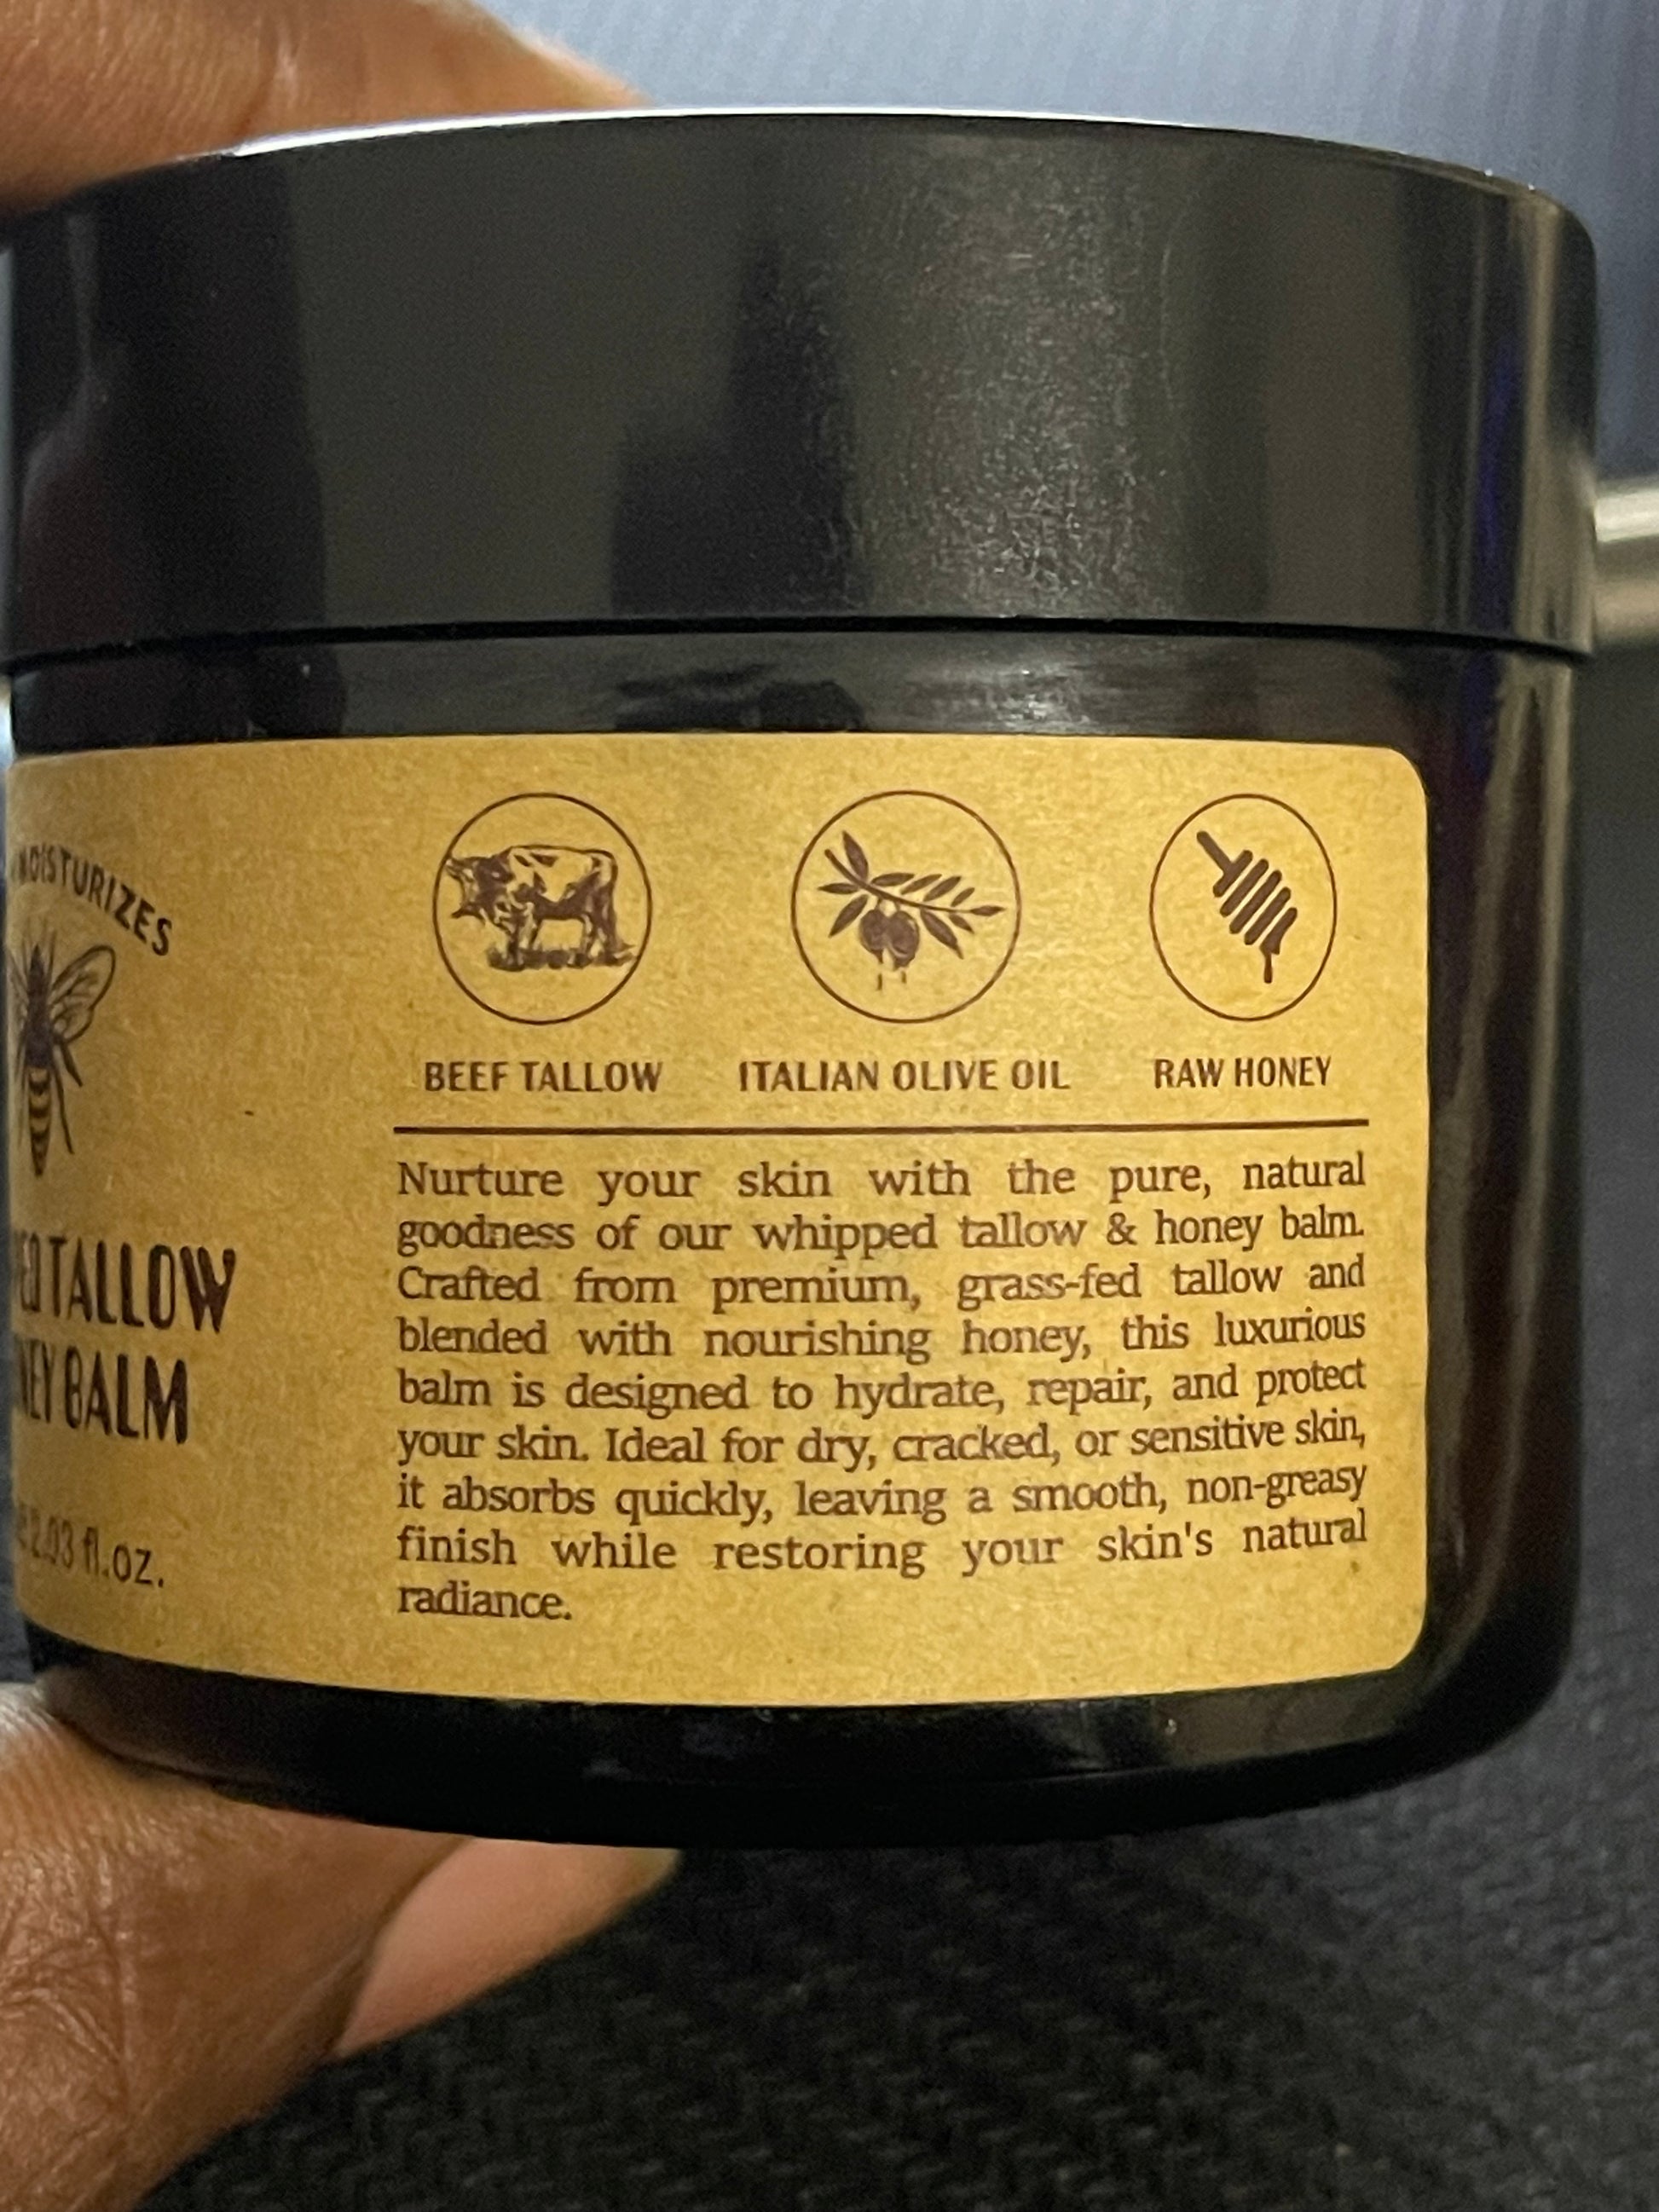 MOISTURIZES
TALLOW
BALM
2.03 fl.oz.
BEEF TALLOW
ITALIAN OLIVE OIL
RAW HONEY
Nurture your skin with the pure, natural
goodness of our whipped tallow & honey balm.
Crafted from premium, grass-fed tallow and
blended with nourishing honey, this luxurious
balm is designed to hydrate, repair, and protect
your skin. Ideal for dry, cracked, or sensitive skin,
it absorbs quickly, leaving a smooth, non-greasy
finish while restoring your skin's natural
radiance.